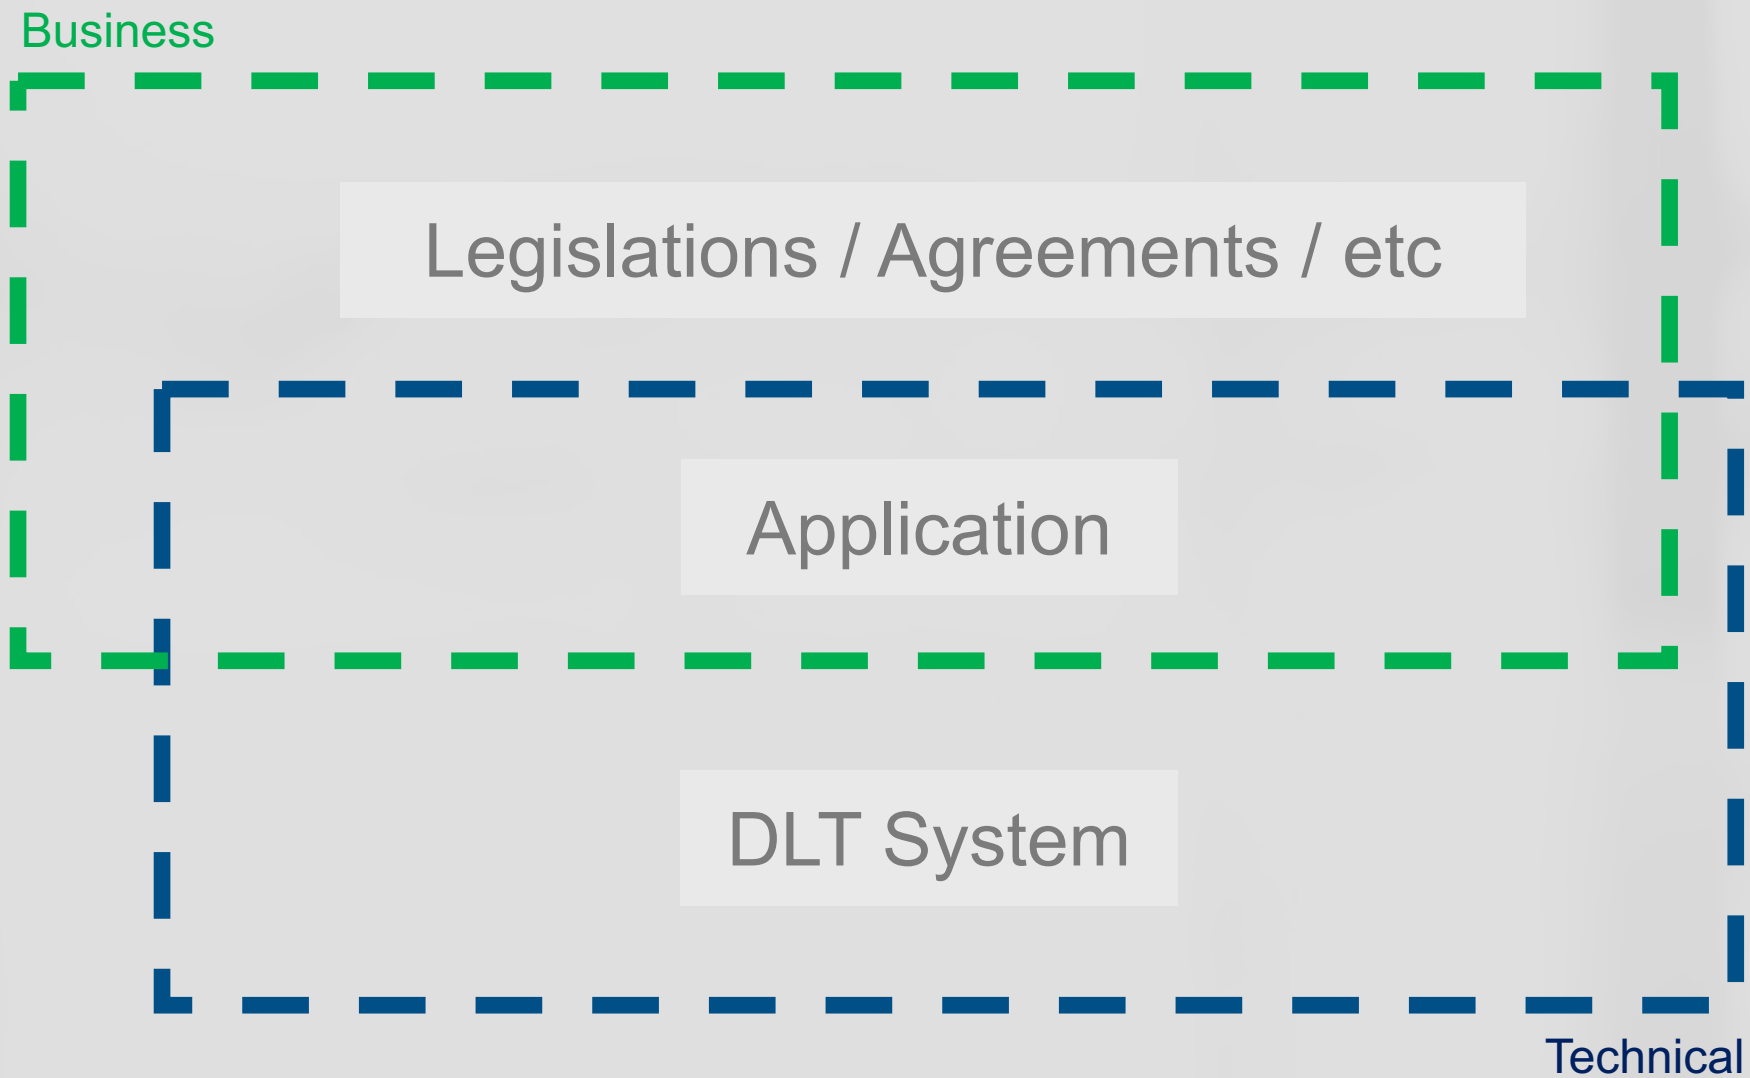 Business
Legislations / Agreements / etc
Application
DLT System
Technical